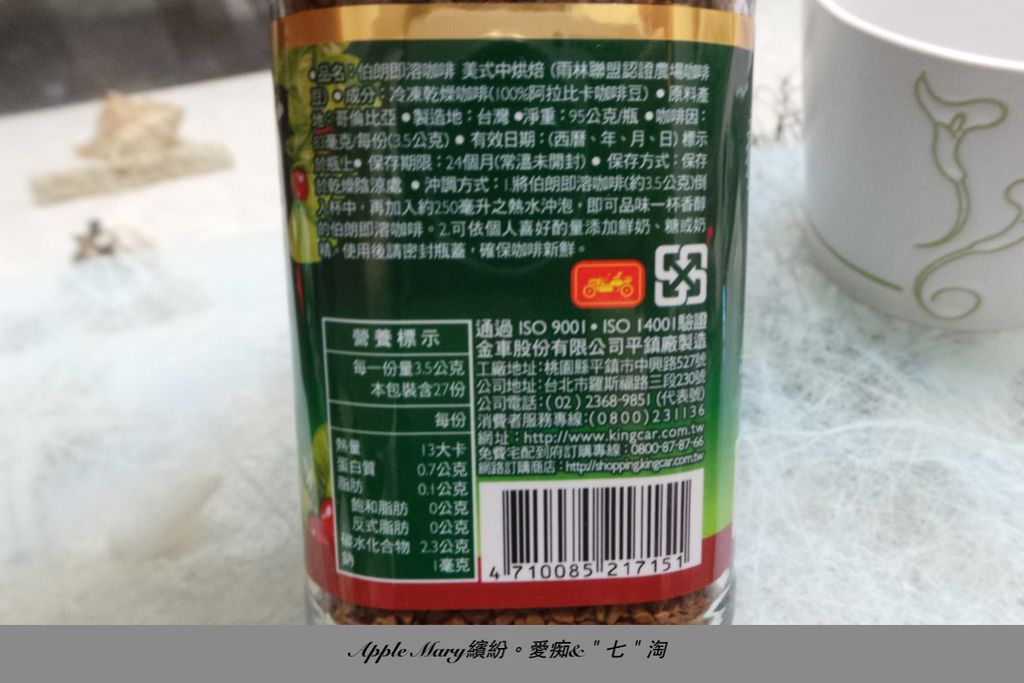 ●品名：伯朗即溶咖啡 美式中烘焙 (雨林聯盟認證農場咖啡
豆) ●成分：冷凍乾燥咖啡(100%阿拉比卡咖啡豆) ●原料產
地：哥倫比亞 ●製造地：台灣 ●淨重：95公克/瓶 ●咖啡因：
毫克/每份(3.5公克) ● 有效日期：(西曆、年、月、日) 標示
於瓶上● 保存期限：24個月(常溫未開封) ● 保存方式：保存
於乾燥陰涼處 ●沖調方式：1.將伯朗即溶咖啡(約3.5公克)倒
入杯中，再加入約250毫升之熱水沖泡，即可品味一杯香醇
的伯朗即溶咖啡。2.可依個人喜好酌量添加鮮奶、糖或奶
精。使用後請密封瓶蓋，確保咖啡新鮮。
營養標示
每一份量3.5公克
本包裝含27份
每份
熱量 13大卡
蛋白質 0.7公克
脂肪 0.1公克
飽和脂肪 0公克
反式脂肪 0公克
碳水化合物 2.3公克
鈉 1毫克
通過 ISO 9001 • ISO 14001驗證
金車股份有限公司平鎮廠製造
工廠地址：桃園縣平鎮市中興路527號
公司地址：台北市羅斯福路三段230號
公司電話：( 02 ) 2368-9851 (代表號)
消費者服務專線：(0800)231136
網址：http://www.kingcar.com.tw
免費宅配到府訂購專線：0800-87-87-66
網路訂購商店：http://shopping.kingcar.com.tw
4 710085 217151
Apple Mary繽紛。愛痴&＂七＂淘